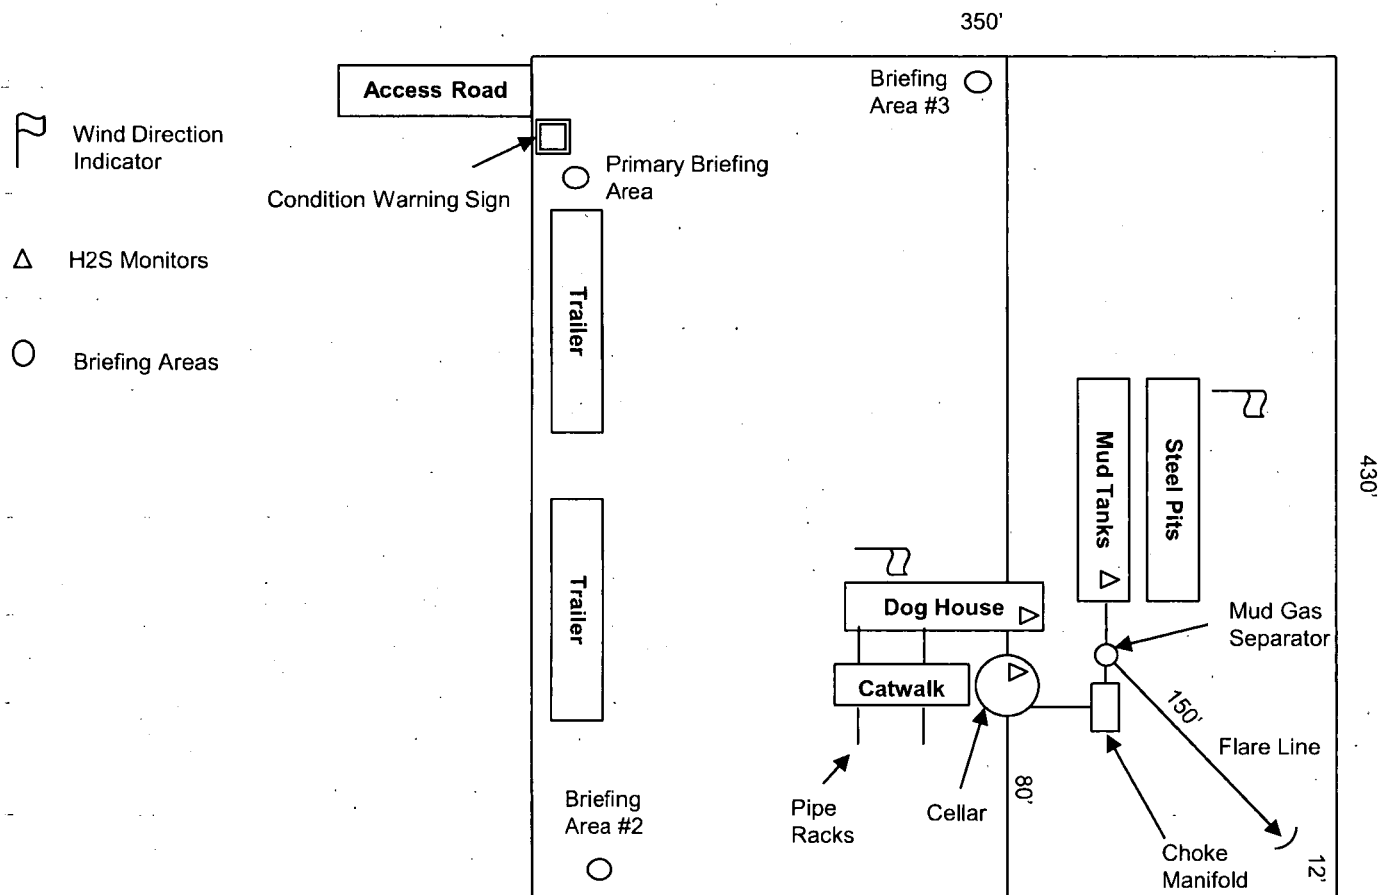 350'
Access Road
Briefing
Area #3
Wind Direction
Indicator
Primary Briefing
Area
Condition Warning Sign
H2S Monitors
Trailer
Briefing Areas
Mud Tanks
Steel Pits
430'
Trailer
Dog House
Mud Gas
Separator
Catwalk
150'
Flare Line
Briefing
Area #2
Pipe
Racks
Cellar
80'
Choke
Manifold
12'